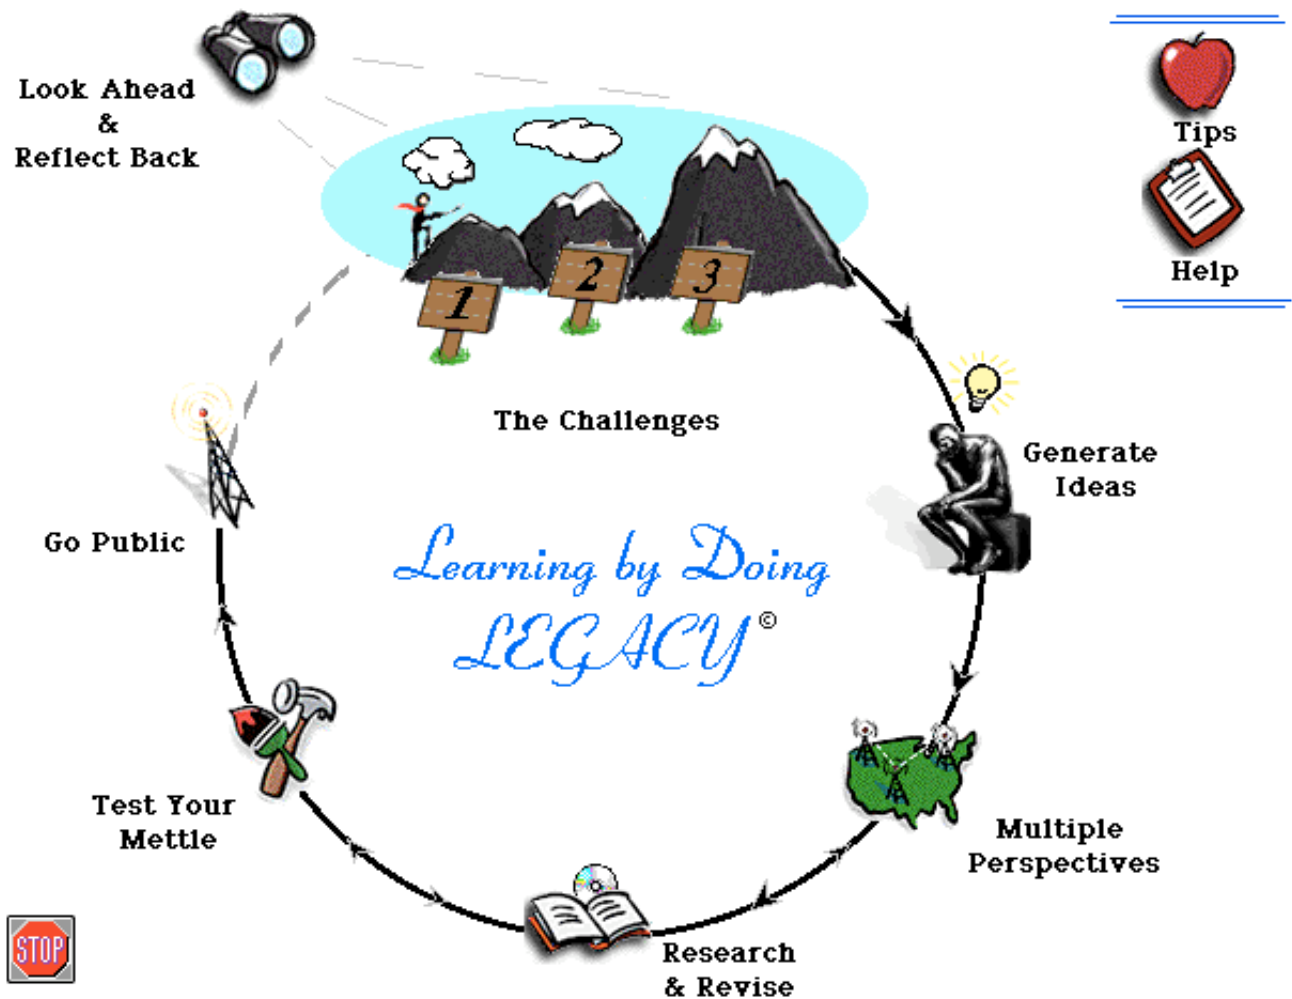 Look Ahead
&
Reflect Back
Tips
Help
1
2
3
The Challenges
Generate
Ideas
Go Public
Learning by Doing
LEGACY©
Test Your
Mettle
Multiple
Perspectives
STOP
Research
& Revise